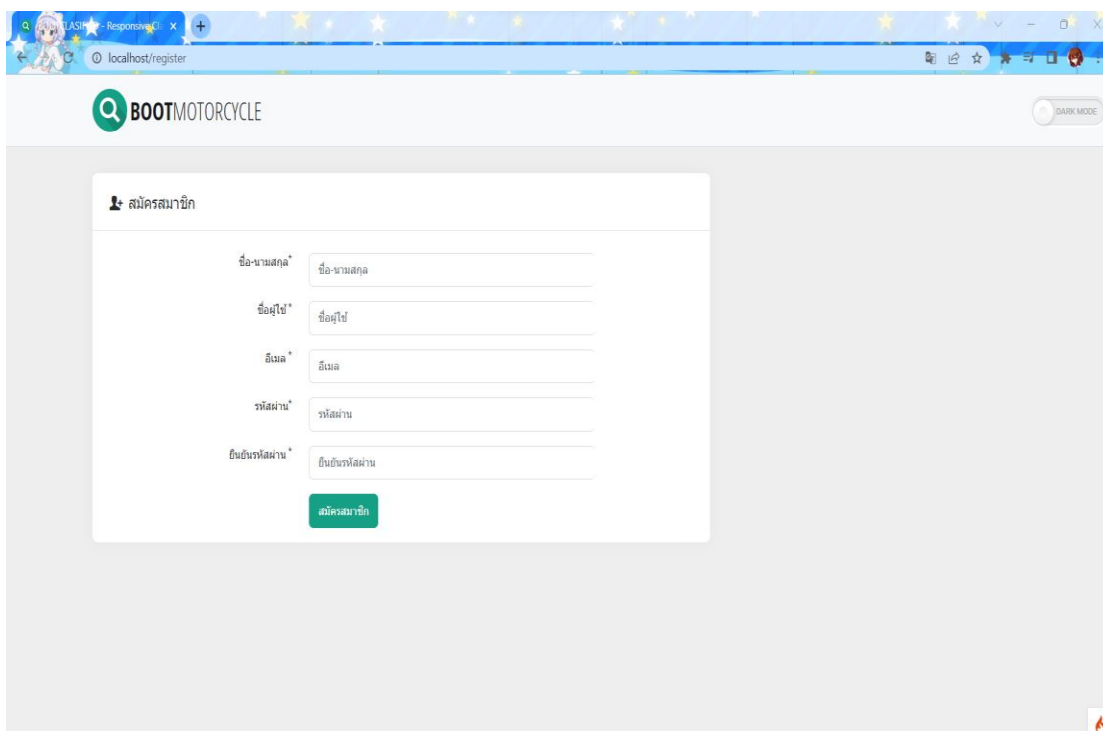 - Responsive Cl
localhost/register
BOOTMOTORCYCLE
DARK MODE
สมัครสมาชิก
ชื่อ-นามสกุล*
ชื่อ-นามสกุล
ชื่อผู้ใช้*
ชื่อผู้ใช้
อีเมล*
อีเมล
รหัสผ่าน*
รหัสผ่าน
ยืนยันรหัสผ่าน*
ยืนยันรหัสผ่าน
สมัครสมาชิก